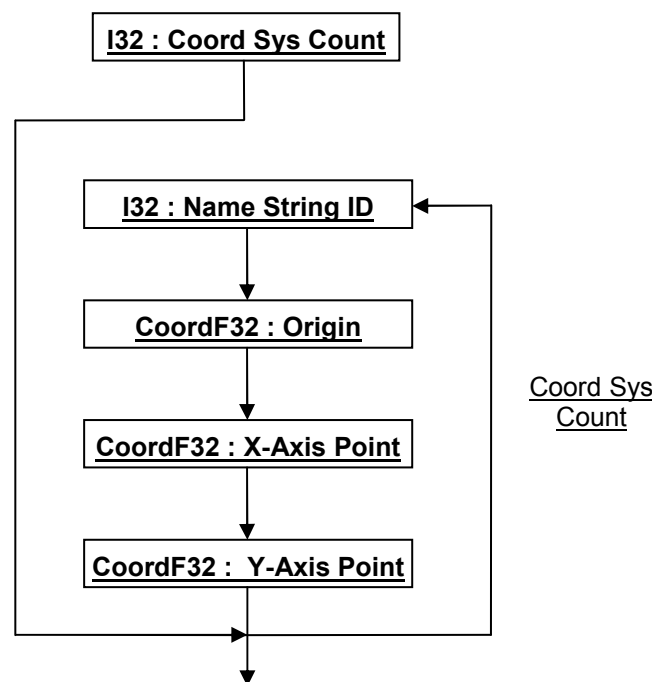 I32 : Coord Sys Count
I32 : Name String ID
CoordF32 : Origin
CoordF32 : X-Axis Point
CoordF32 :  Y-Axis Point
Coord Sys
Count